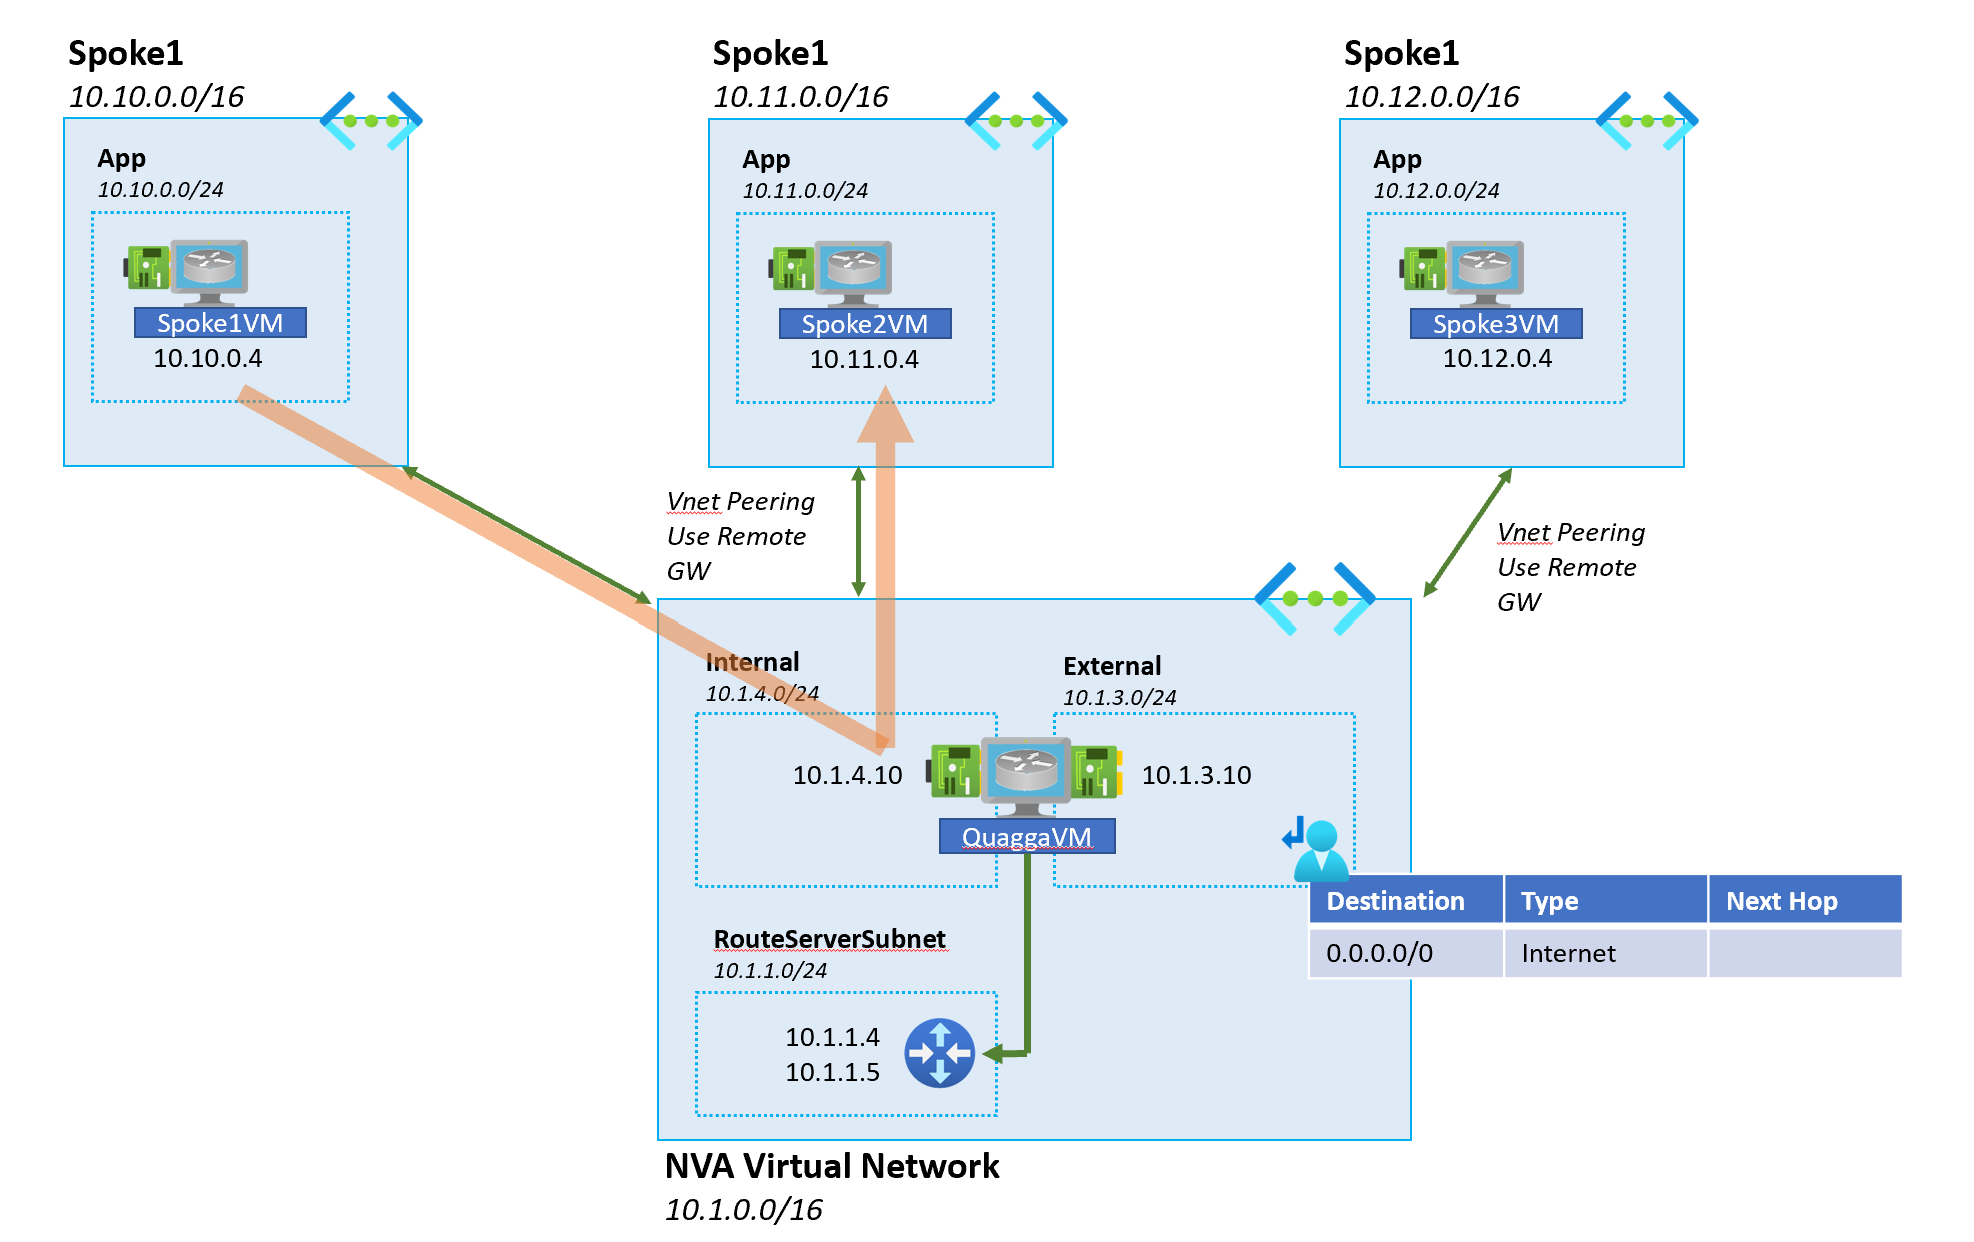 Spoke1
10.10.0.0/16
App
10.10.0.0/24
Spoke1VM
10.10.0.4
Spoke1
10.11.0.0/16
App
10.11.0.0/24
Spoke2VM
10.11.0.4
Spoke1
10.12.0.0/16
App
10.12.0.0/24
Spoke3VM
10.12.0.4
Vnet Peering
Use Remote
GW
Vnet Peering
Use Remote
GW
Internal
10.1.4.0/24
10.1.4.10
External
10.1.3.0/24
10.1.3.10
QuaggaVM
Destination Type Next Hop
0.0.0.0/0 Internet
RouteServerSubnet
10.1.1.0/24
10.1.1.4
10.1.1.5
NVA Virtual Network
10.1.0.0/16